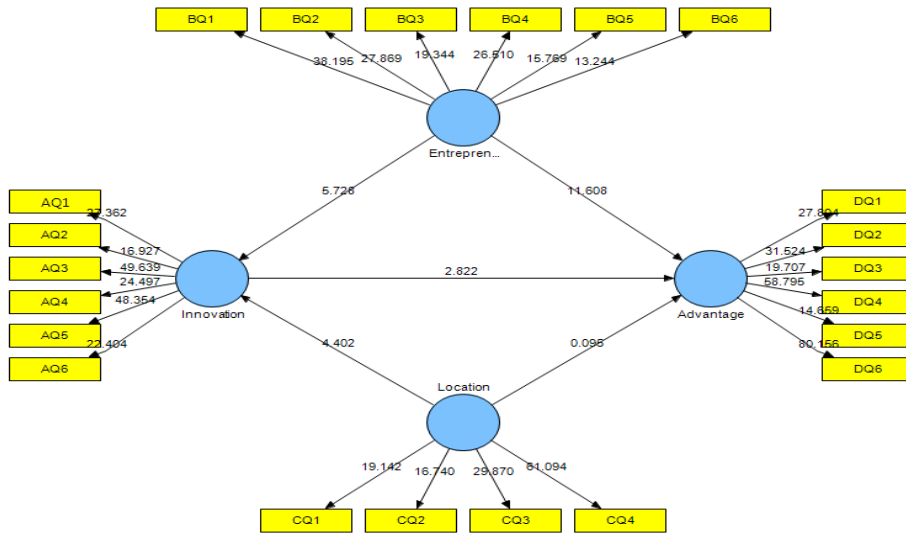 BQ1 BQ2 BQ3 BQ4 BQ5 BQ6
38.195 27.869 19.344 26.510 15.769 13.244
Entrepren...
5.726 11.608
AQ1
AQ2
AQ3
AQ4
AQ5
AQ6
27.362
16.927
49.639
24.497
48.354
22.404
Innovation
2.822
Advantage
27.894
31.524
19.707
58.795
14.659
80.156
DQ1
DQ2
DQ3
DQ4
DQ5
DQ6
4.402 0.095
Location
19.142 16.740 29.870 61.094
CQ1 CQ2 CQ3 CQ4